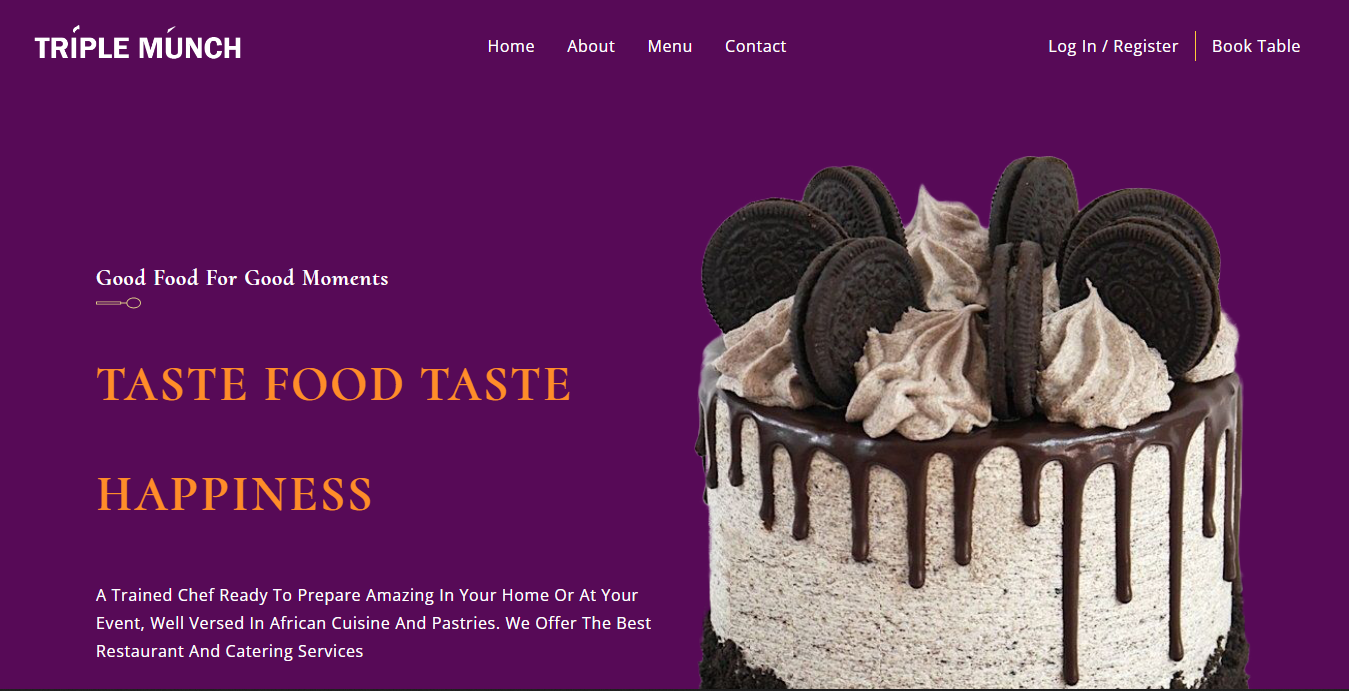 TRÍPLE MÚNCH
Home About Menu Contact
Log In / Register Book Table
Good Food For Good Moments
TASTE FOOD TASTE
HAPPINESS
A Trained Chef Ready To Prepare Amazing In Your Home Or At Your
Event, Well Versed In African Cuisine And Pastries. We Offer The Best
Restaurant And Catering Services